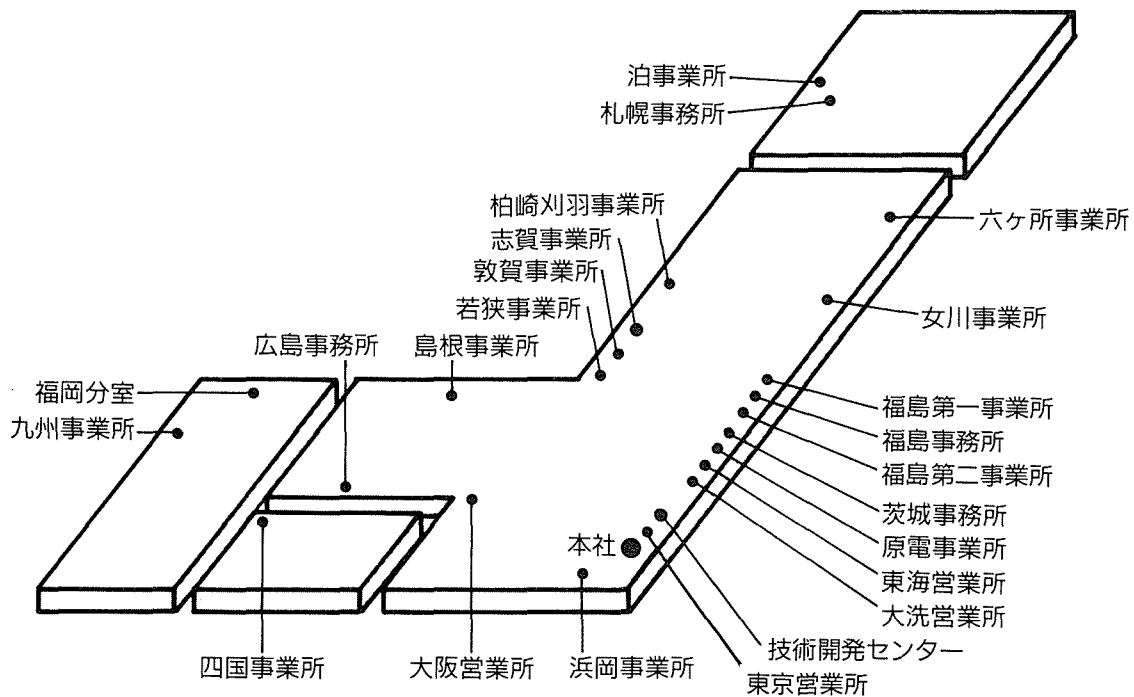 泊事業所
札幌事務所
柏崎刈羽事業所
志賀事業所
敦賀事業所
若狭事業所
六ヶ所事業所
女川事業所
広島事務所
島根事業所
福岡分室
九州事業所
福島第一事業所
福島事務所
福島第二事業所
茨城事務所
原電事業所
東海営業所
大洗営業所
本社
技術開発センター
東京営業所
四国事業所
大阪営業所
浜岡事業所